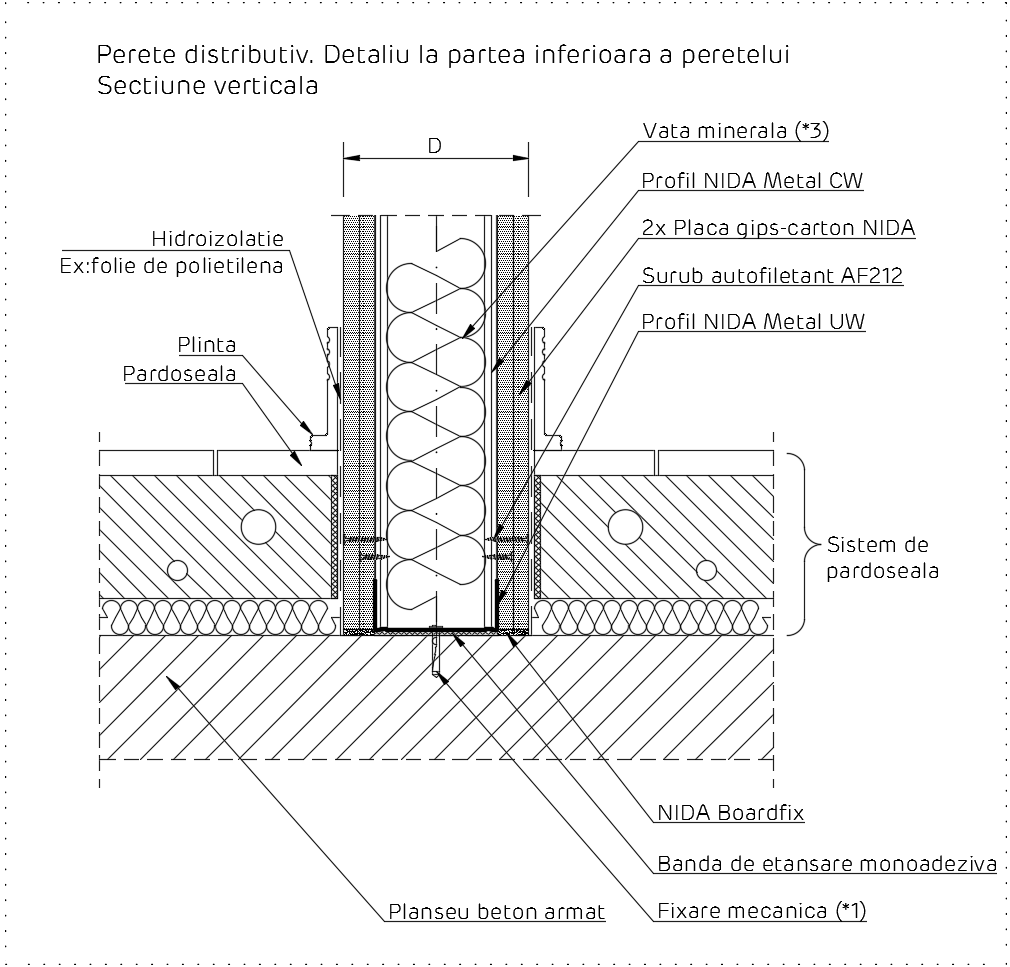 Perete distributiv. Detaliu la partea inferioara a peretelui
Sectiune verticala
D
Vata minerala (*3)
Profil NIDA Metal CW
2x Placa gips-carton NIDA
Surub autofiletant AF212
Profil NIDA Metal UW
Hidroizolatie
Ex:folie de polietilena
Plinta
Pardoseala
Sistem de
pardoseala
NIDA Boardfix
Banda de etansare monoadeziva
Fixare mecanica (*1)
Planseu beton armat